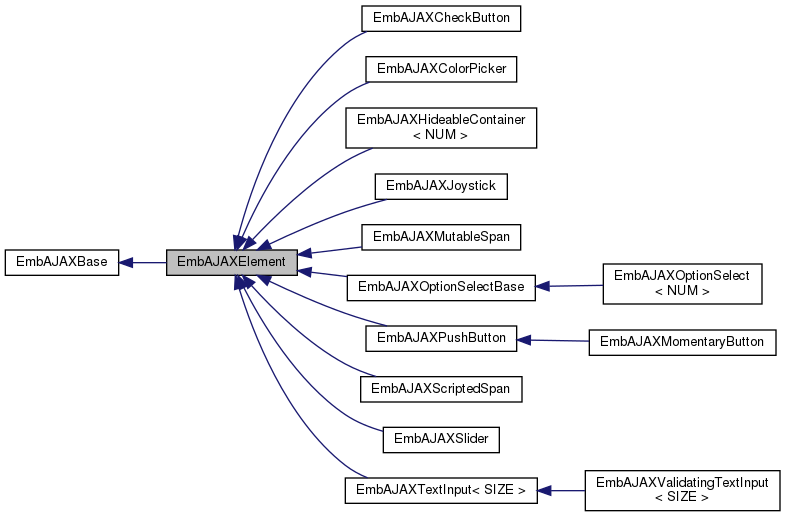 EmbAJAXCheckButton
EmbAJAXColorPicker
EmbAJAXHideableContainer
< NUM >
EmbAJAXJoystick
EmbAJAXMutableSpan
EmbAJAXBase
EmbAJAXElement
EmbAJAXOptionSelectBase
EmbAJAXOptionSelect
< NUM >
EmbAJAXPushButton
EmbAJAXMomentaryButton
EmbAJAXScriptedSpan
EmbAJAXSlider
EmbAJAXTextInput< SIZE >
EmbAJAXValidatingTextInput
< SIZE >